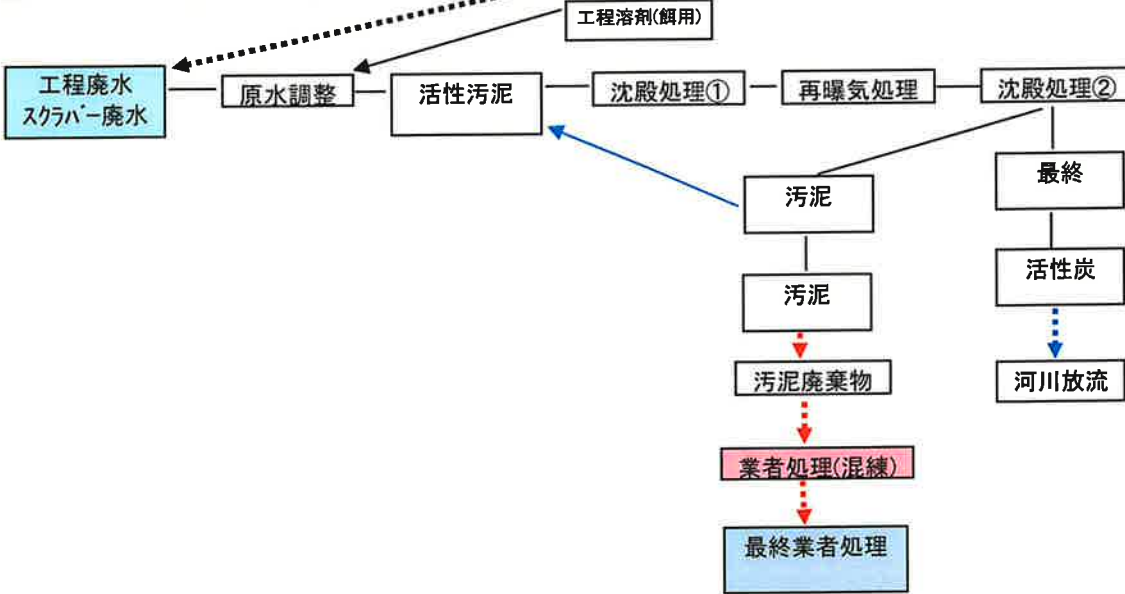 工程溶剤(餌用)
工程廃水
スクラバー廃水
原水調整
活性汚泥
沈殿処理①
再曝気処理
沈殿処理②
汚泥
最終
汚泥
活性炭
汚泥廃棄物
河川放流
業者処理(混練)
最終業者処理